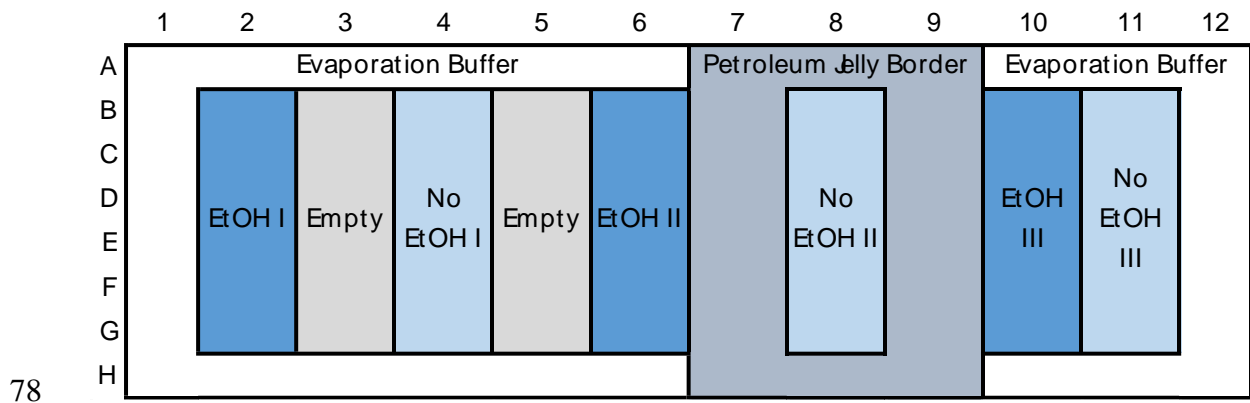 1 2 3 4 5 6 7 8 9 10 11 12
A Evaporation Buffer Petroleum Jelly Border Evaporation Buffer
B
C
D
E
F
G
H
EtOH I
Empty
No
EtOH I
Empty
EtOH II
No
EtOH II
EtOH
III
No
EtOH
III
78